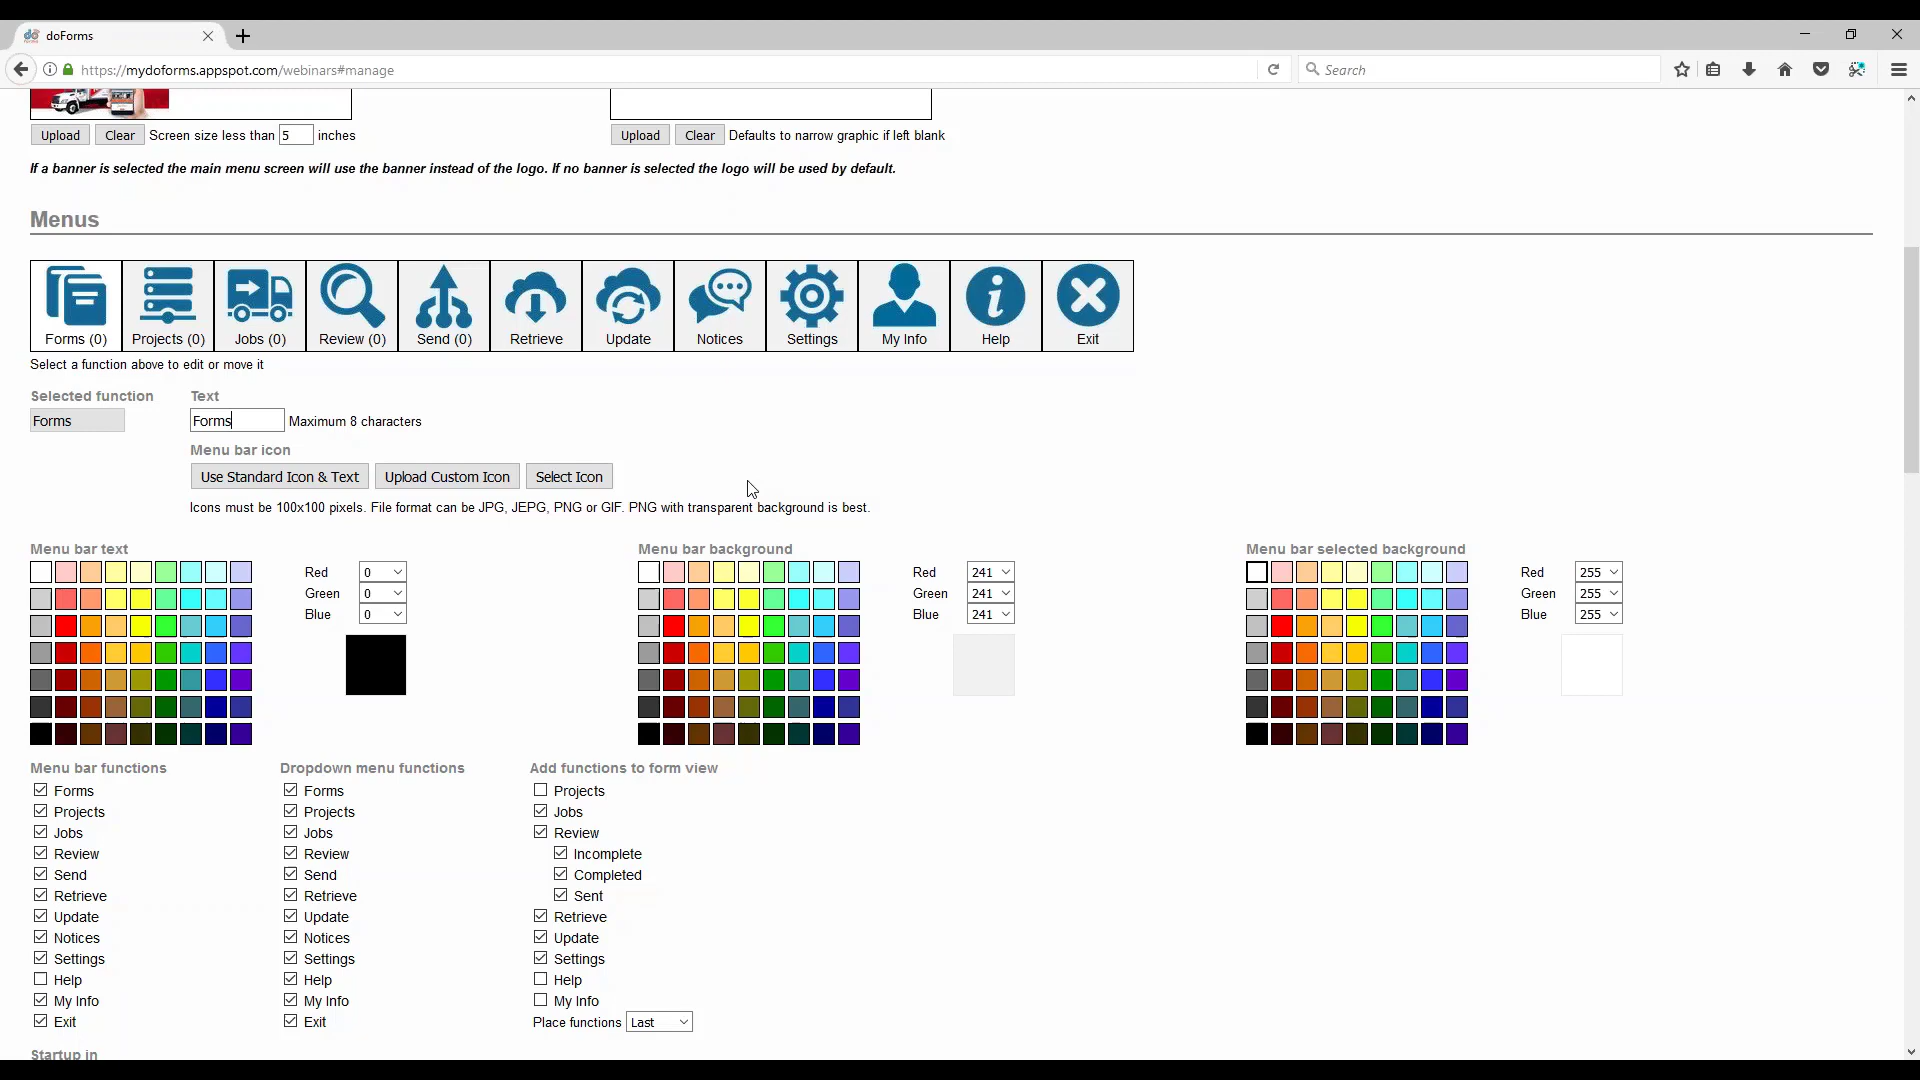 doForms
https://mydoforms.appspot.com/webinars#manage
Search
Upload Clear Screen size less than 5 inches
Upload Clear Defaults to narrow graphic if left blank
If a banner is selected the main menu screen will use the banner instead of the logo. If no banner is selected the logo will be used by default.
Menus
Forms (0) Projects (0) Jobs (0) Review (0) Send (0) Retrieve Update Notices Settings My Info Help Exit
Select a function above to edit or move it
Selected function Text
Forms Forms Maximum 8 characters
Menu bar icon
Use Standard Icon & Text Upload Custom Icon Select Icon
Icons must be 100x100 pixels. File format can be JPG, JEPG, PNG or GIF. PNG with transparent background is best.
Menu bar text Menu bar background Menu bar selected background
Red 0 Red 241 Red 255
Green 0 Green 241 Green 255
Blue 0 Blue 241 Blue 255
Menu bar functions Dropdown menu functions Add functions to form view
Forms Forms Projects
Projects Projects Jobs
Jobs Jobs Review
Review Review Incomplete
Send Send Completed
Retrieve Retrieve Sent
Update Update Retrieve
Notices Notices Update
Settings Settings Settings
Help Help Help
My Info My Info My Info
Exit Exit Place functions Last
Startup in